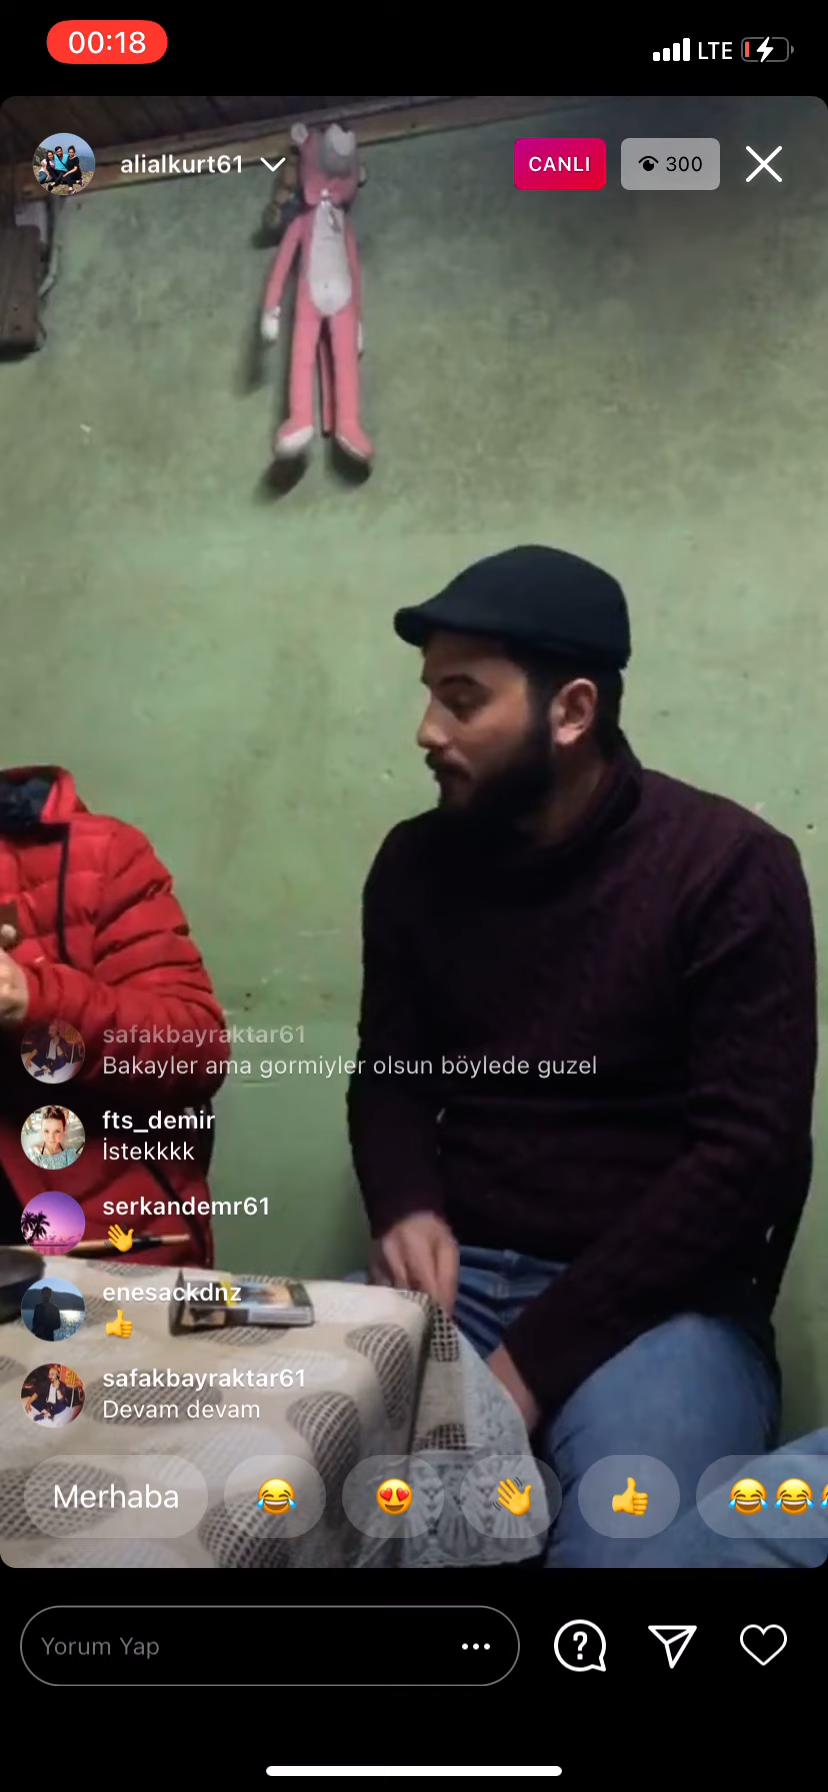 00:18
LTE
alialkurt61
CANLI
300
safakbayraktar61
Bakayler ama gormiyler olsun böylede guzel
fts_demir
İstekkkk
serkandemr61
👋
enesackdnz
👍
safakbayraktar61
Devam devam
Merhaba
Yorum Yap